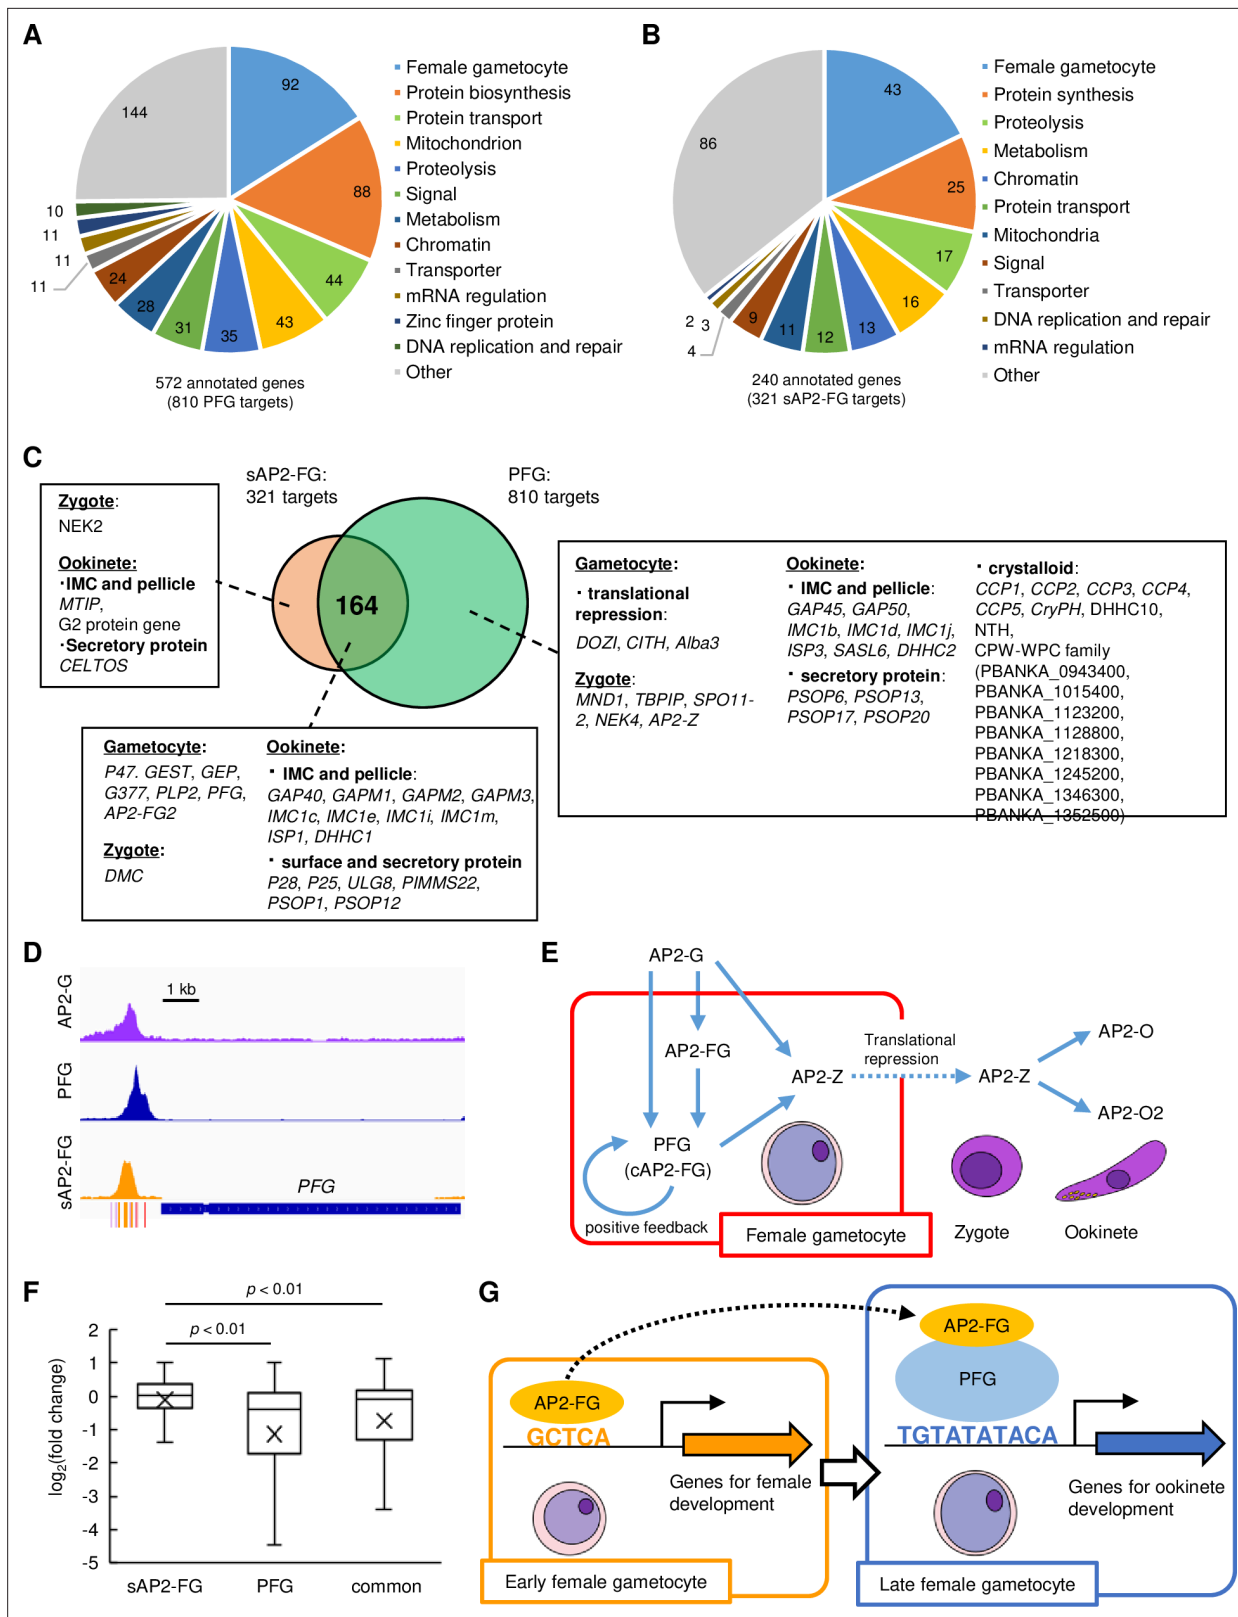 A
92
88
44
43
35
31
28
24
11
11
11
10
144
Female gametocyte
Protein biosynthesis
Protein transport
Mitochondrion
Proteolysis
Signal
Metabolism
Chromatin
Transporter
mRNA regulation
Zinc finger protein
DNA replication and repair
Other
572 annotated genes
(810 PFG targets)
B
43
25
17
16
13
12
11
9
4
3
2
86
Female gametocyte
Protein synthesis
Proteolysis
Metabolism
Chromatin
Protein transport
Mitochondria
Signal
Transporter
DNA replication and repair
mRNA regulation
Other
240 annotated genes
(321 sAP2-FG targets)
C
sAP2-FG:
321 targets
PFG:
810 targets
164
Zygote:
NEK2
Ookinete:
·IMC and pellicle
MTIP,
G2 protein gene
·Secretory protein
CELTOS
Gametocyte:
P47. GEST, GEP,
G377, PLP2, PFG,
AP2-FG2
Zygote:
DMC
Ookinete:
· IMC and pellicle:
GAP40, GAPM1, GAPM2, GAPM3,
IMC1c, IMC1e, IMC1i, IMC1m,
ISP1, DHHC1
· surface and secretory protein
P28, P25, ULG8, PIMMS22,
PSOP1, PSOP12
Gametocyte:
· translational
repression:
DOZI, CITH, Alba3
Zygote:
MND1, TBPIP, SPO11-
2, NEK4, AP2-Z
Ookinete:
· IMC and pellicle:
GAP45, GAP50,
IMC1b, IMC1d, IMC1j,
ISP3, SASL6, DHHC2
· secretory protein:
PSOP6, PSOP13,
PSOP17, PSOP20
· crystalloid:
CCP1, CCP2, CCP3, CCP4,
CCP5, CryPH, DHHC10,
NTH,
CPW-WPC family
(PBANKA_0943400,
PBANKA_1015400,
PBANKA_1123200,
PBANKA_1128800,
PBANKA_1218300,
PBANKA_1245200,
PBANKA_1346300,
PBANKA_1352500)
D
AP2-G
PFG
sAP2-FG
1 kb
PFG
E
AP2-G
AP2-FG
AP2-Z
PFG
(cAP2-FG)
positive feedback
Translational
repression
AP2-Z
AP2-O
AP2-O2
Female gametocyte
Zygote
Ookinete
F
p < 0.01
p < 0.01
log2(fold change)
2
1
0
-1
-2
-3
-4
-5
sAP2-FG
PFG
common
G
AP2-FG
GCTCA
Genes for female
development
Early female gametocyte
AP2-FG
PFG
TGTATATACA
Genes for ookinete
development
Late female gametocyte